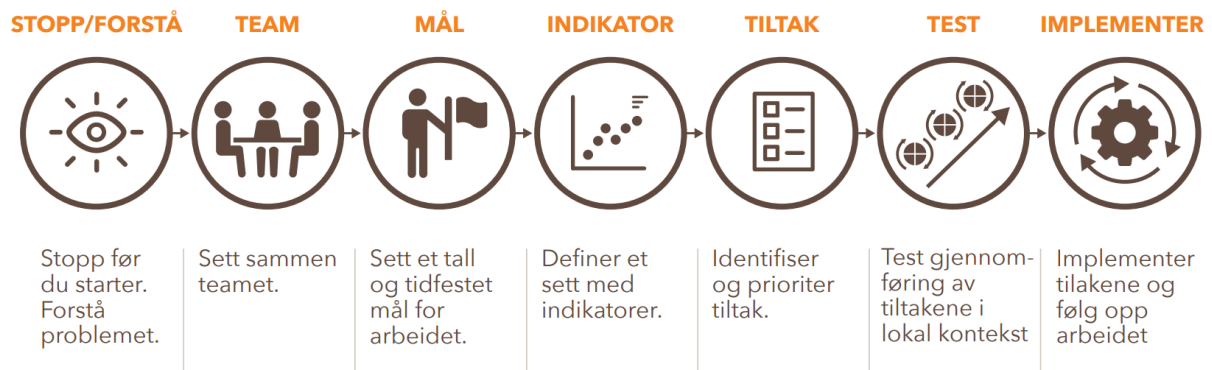 STOPP/FORSTÅ
TEAM
MÅL
INDIKATOR
TILTAK
TEST
IMPLEMENTER
Stopp før
du starter.
Forstå
problemet.
Sett sammen
teamet.
Sett et tall
og tidfestet
mål for
arbeidet.
Definer et
sett med
indikatorer.
Identifiser
og prioriter
tiltak.
Test gjennom-
føring av
tiltakene i
lokal kontekst
Implementer
tilakene og
følg opp
arbeidet